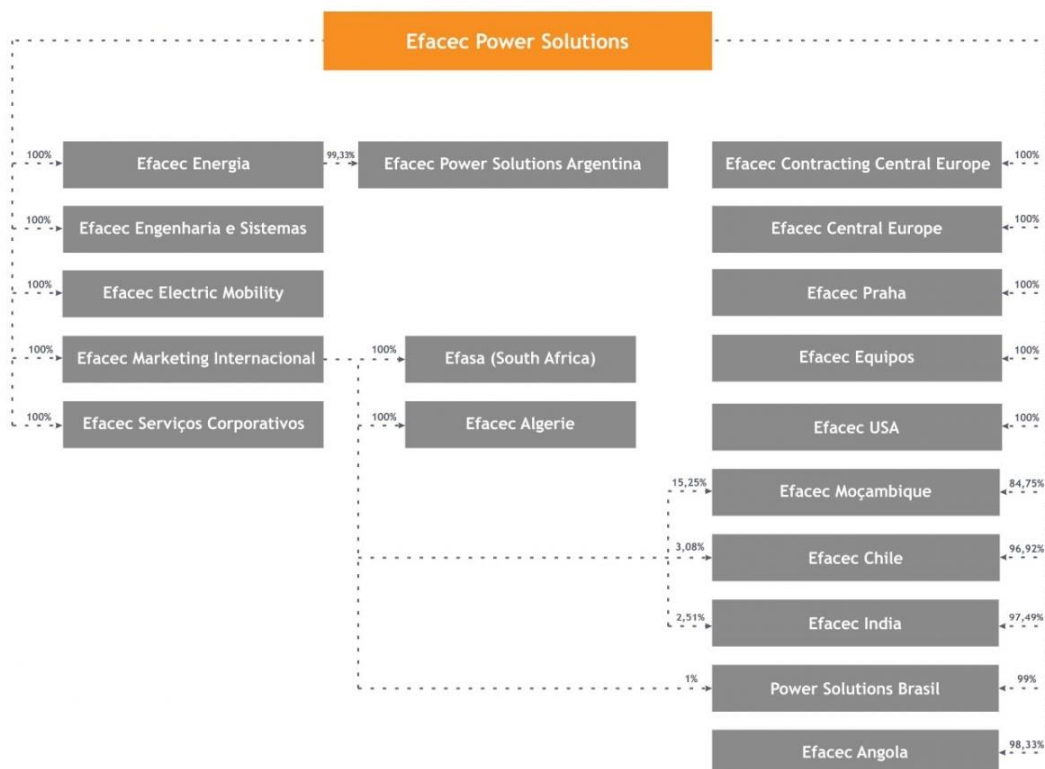 Efacec Power Solutions
100% Efacec Energia 99,33% Efacec Power Solutions Argentina Efacec Contracting Central Europe 100%
100% Efacec Engenharia e Sistemas Efacec Central Europe 100%
100% Efacec Electric Mobility Efacec Praha 100%
100% Efacec Marketing Internacional 100% Efasa (South Africa) Efacec Equipos 100%
100% Efacec Serviços Corporativos 100% Efacec Algerie Efacec USA 100%
15,25% Efacec Moçambique 84,75%
3,08% Efacec Chile 96,92%
2,51% Efacec India 97,49%
1% Power Solutions Brasil 99%
Efacec Angola 98,33%